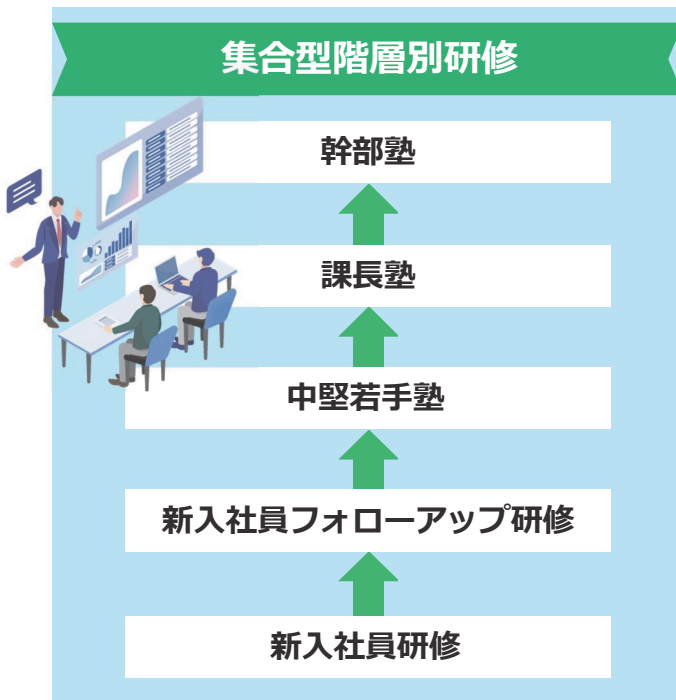 集合型階層別研修
幹部塾
課長塾
中堅若手塾
新入社員フォローアップ研修
新入社員研修